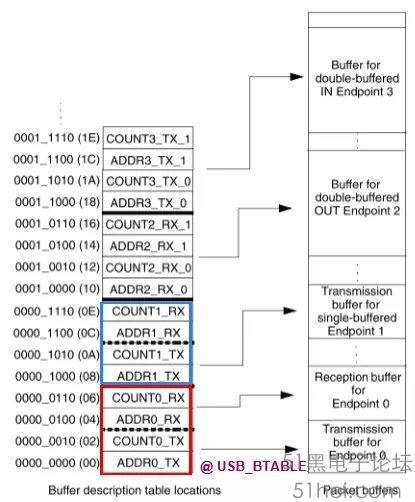 Buffer for
double-buffered
IN Endpoint 3
0001_1110 (1E) COUNT3_TX_1
0001_1100 (1C) ADDR3_TX_1
0001_1010 (1A) COUNT3_TX_0
0001_1000 (18) ADDR3_TX_0
Buffer for
double-buffered
OUT Endpoint 2
0001_0110 (16) COUNT2_RX_1
0001_0100 (14) ADDR2_RX_1
0001_0010 (12) COUNT2_RX_0
0001_0000 (10) ADDR2_RX_0
Transmission
buffer for
single-buffered
Endpoint 1
0000_1110 (0E) COUNT1_RX
0000_1100 (0C) ADDR1_RX
0000_1010 (0A) COUNT1_TX
0000_1000 (08) ADDR1_TX
Reception buffer
for
Endpoint 0
0000_0110 (06) COUNT0_RX
0000_0100 (04) ADDR0_RX
0000_0010 (02) COUNT0_TX
0000_0000 (00) ADDR0_TX
Transmission
buffer for
Endpoint 0
@ USB_BTABLE
51黑电子论坛
51hei.com
Buffer description table locations
Packet buffers